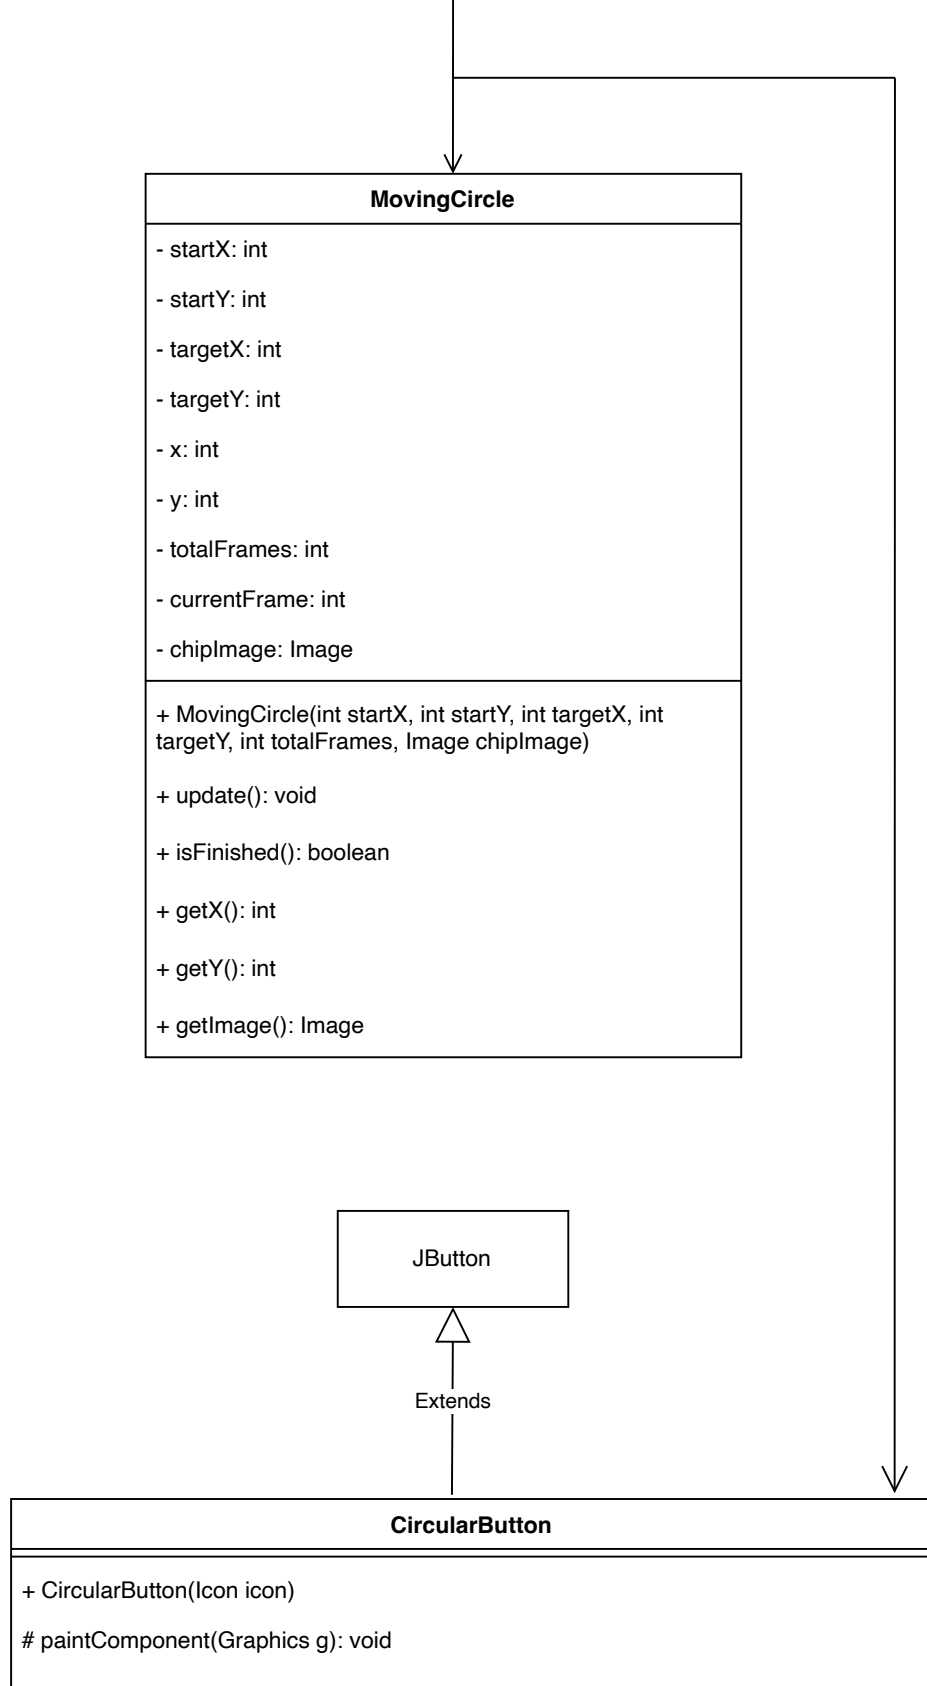 MovingCircle
- startX: int
- startY: int
- targetX: int
- targetY: int
- x: int
- y: int
- totalFrames: int
- currentFrame: int
- chipImage: Image
+ MovingCircle(int startX, int startY, int targetX, int
targetY, int totalFrames, Image chipImage)
+ update(): void
+ isFinished(): boolean
+ getX(): int
+ getY(): int
+ getImage(): Image
JButton
Extends
CircularButton
+ CircularButton(Icon icon)
# paintComponent(Graphics g): void